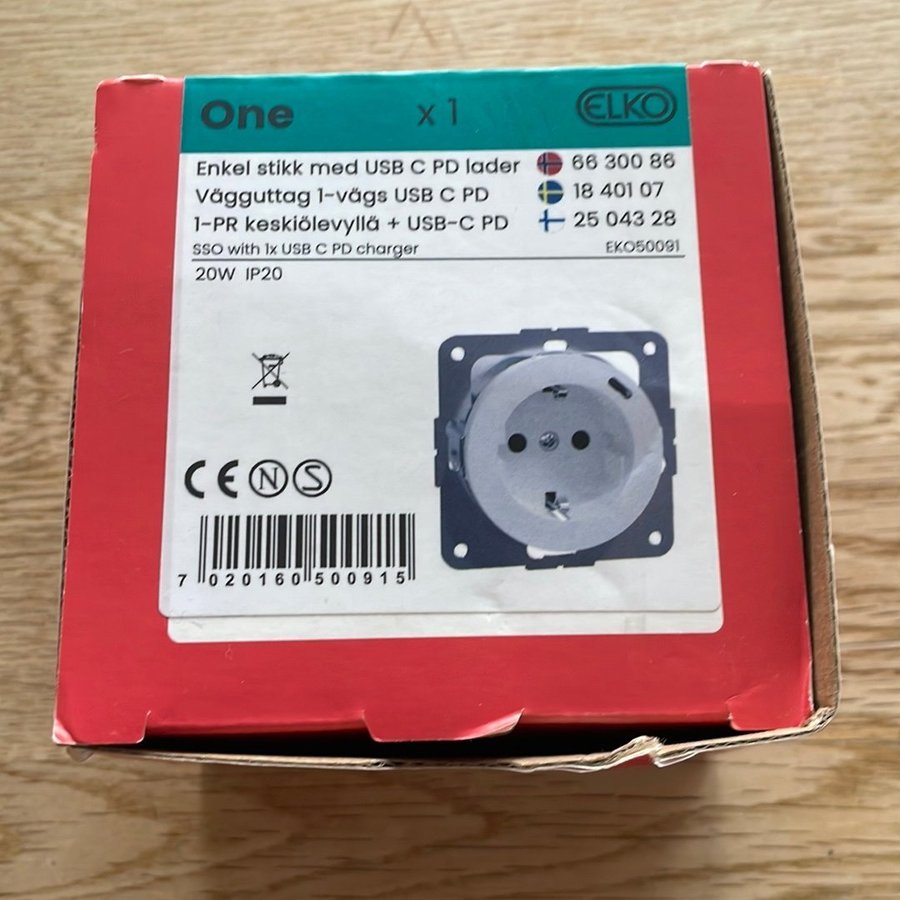 One x 1 ELKO
Enkel stikk med USB C PD lader 66 300 86
Vägguttag 1-vägs USB C PD 18 401 07
1-PR keskiölevyllä + USB-C PD 25 043 28
SSO with 1x USB C PD charger EKO50091
20W IP20
CE N S
7 020160 500915